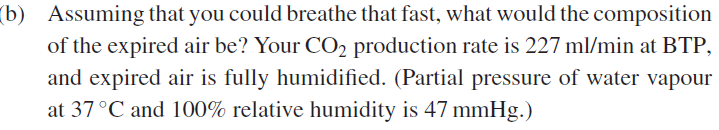 (b) Assuming that you could breathe that fast, what would the composition
of the expired air be? Your CO₂ production rate is 227 ml/min at BTP,
and expired air is fully humidified. (Partial pressure of water vapour
at 37 °C and 100% relative humidity is 47 mmHg.)